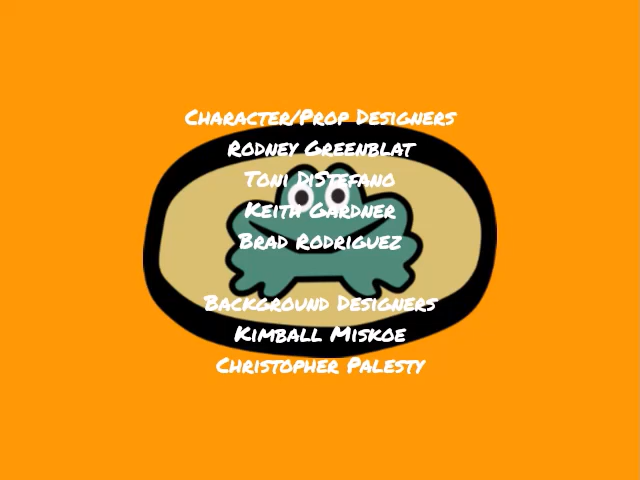 Character/Prop Designers
Rodney Greenblat
Toni DiStefano
Keith Gardner
Brad Rodriguez
Background Designers
Kimball Miskoe
Christopher Palesty